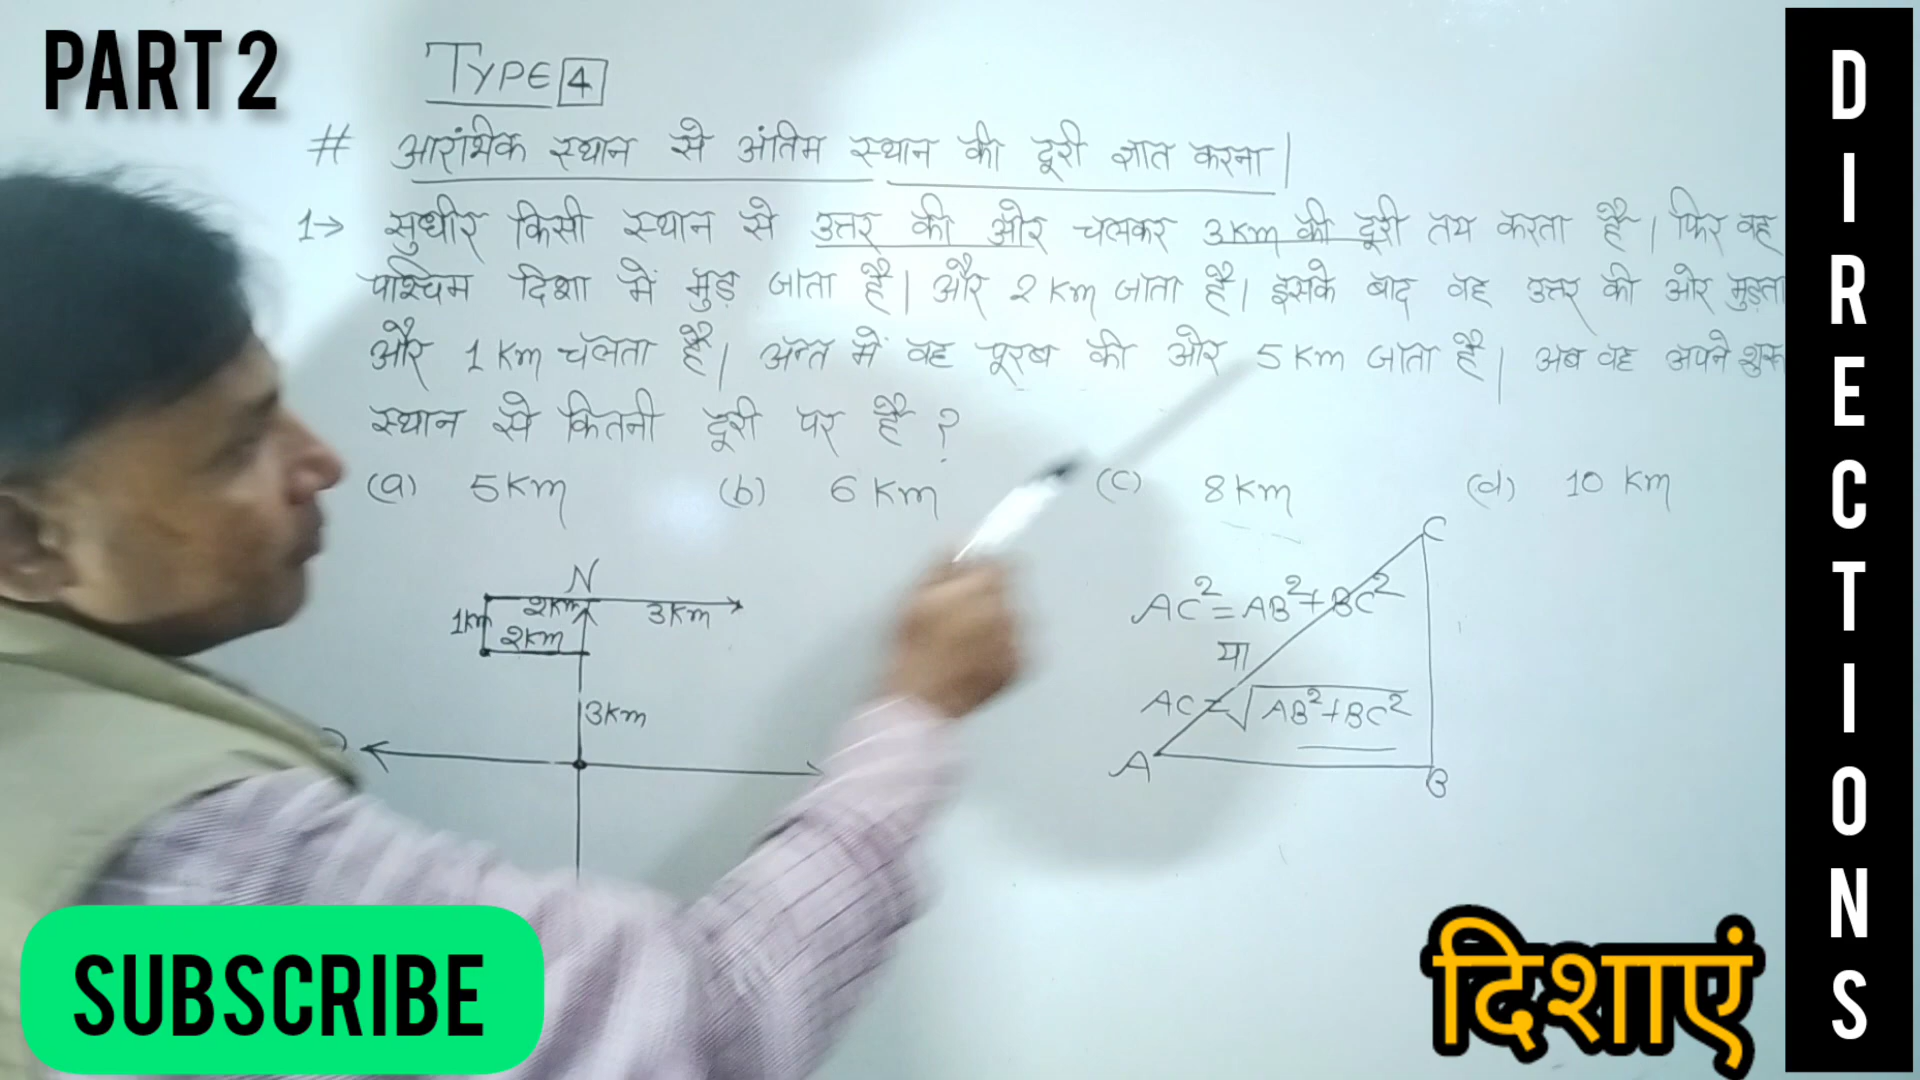 PART 2
TYPE 4
# आरंभिक स्थान से अंतिम स्थान की दूरी ज्ञात करना |
1→ सुधीर किसी स्थान से उत्तर की ओर चलकर 3Km की दूरी तय करता है | फिर वह
पश्चिम दिशा में मुड़ जाता है | और 2 Km जाता है | इसके बाद वह उत्तर की ओर मुड़ता
और 1 Km चलता है | अन्त में वह पूरब की ओर 5 Km जाता है | अब वह अपने शुरू
स्थान से कितनी दूरी पर है ?
(a) 5Km (b) 6 Km (c) 8 Km (d) 10 Km
N
2Km 3Km
1Km
2Km
3Km
C
AC²=AB²+BC²
या
AC=√AB²+BC²
A B
SUBSCRIBE
दिशाएं
DIRECTIONS